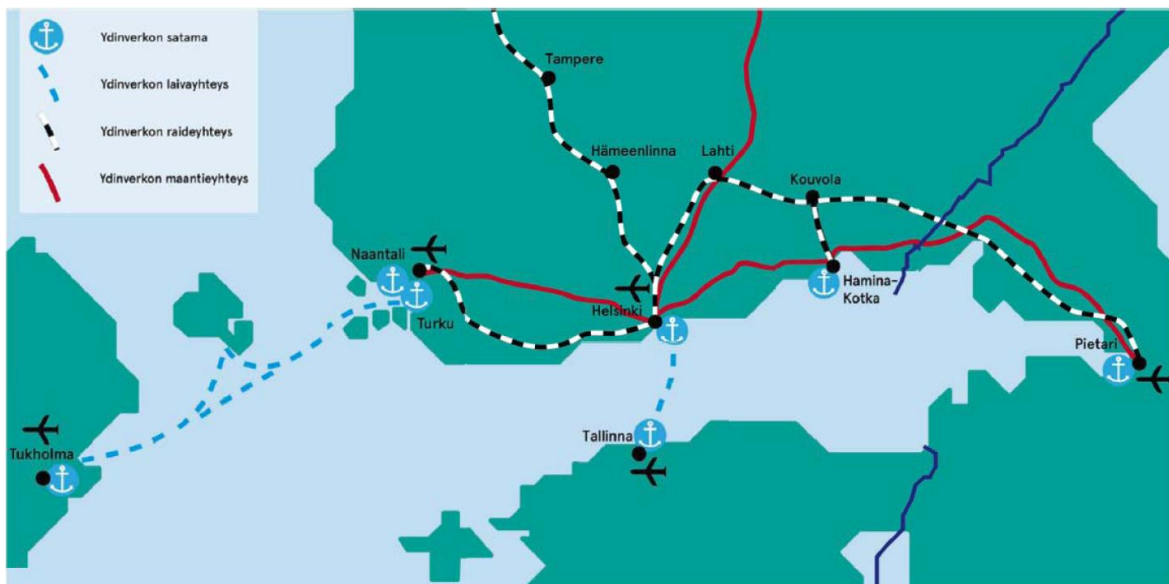 Ydinverkon satama
Ydinverkon laivayhteys
Ydinverkon raideyhteys
Ydinverkon maantieyhteys
Tampere
Hämeenlinna
Lahti
Kouvola
Naantali
Turku
Helsinki
Hamina-
Kotka
Pietari
Tallinna
Tukholma